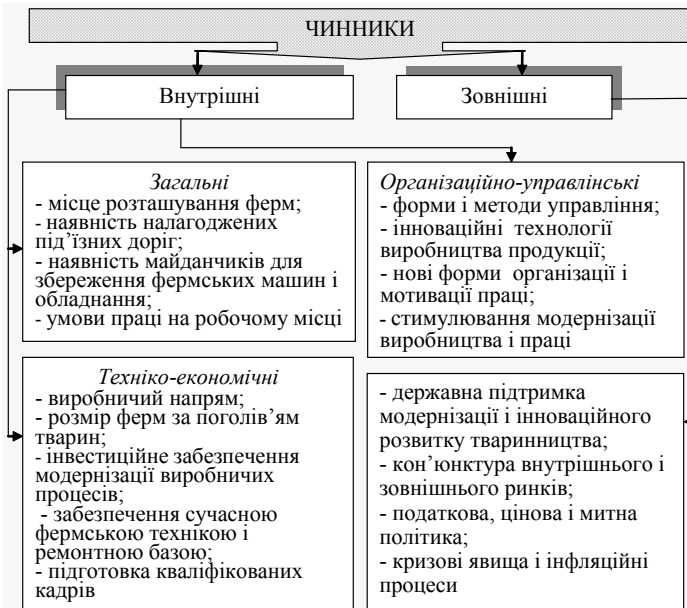 ЧИННИКИ
Внутрішні
Зовнішні
Загальні
- місце розташування ферм;
- наявність налагоджених
під’їзних доріг;
- наявність майданчиків для
збереження фермських машин і
обладнання;
- умови праці на робочому місці
Організаційно-управлінські
- форми і методи управління;
- інноваційні технології
виробництва продукції;
- нові форми організації і
мотивації праці;
- стимулювання модернізації
виробництва і праці
Техніко-економічні
- виробничий напрям;
- розмір ферм за поголів’ям
тварин;
- інвестиційне забезпечення
модернізації виробничих
процесів;
- забезпечення сучасною
фермською технікою і
ремонтною базою;
- підготовка кваліфікованих
кадрів
- державна підтримка
модернізації і інноваційного
розвитку тваринництва;
- кон’юнктура внутрішнього і
зовнішнього ринків;
- податкова, цінова і митна
політика;
- кризові явища і інфляційні
процеси